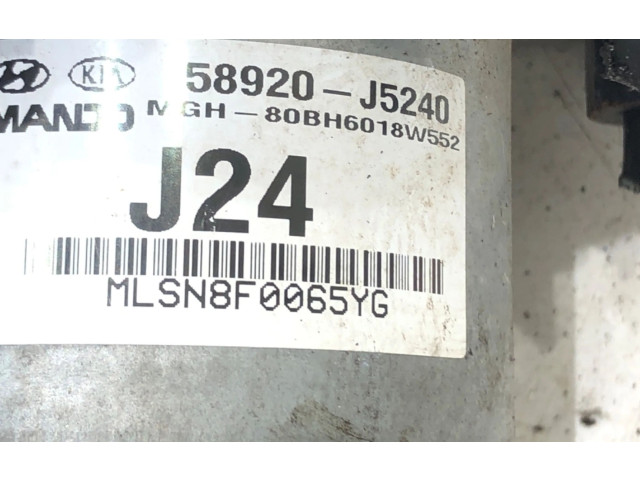 KIA 58920-J5240
MANDO MGH-80BH6018W552
J24
MLSN8F0065YG